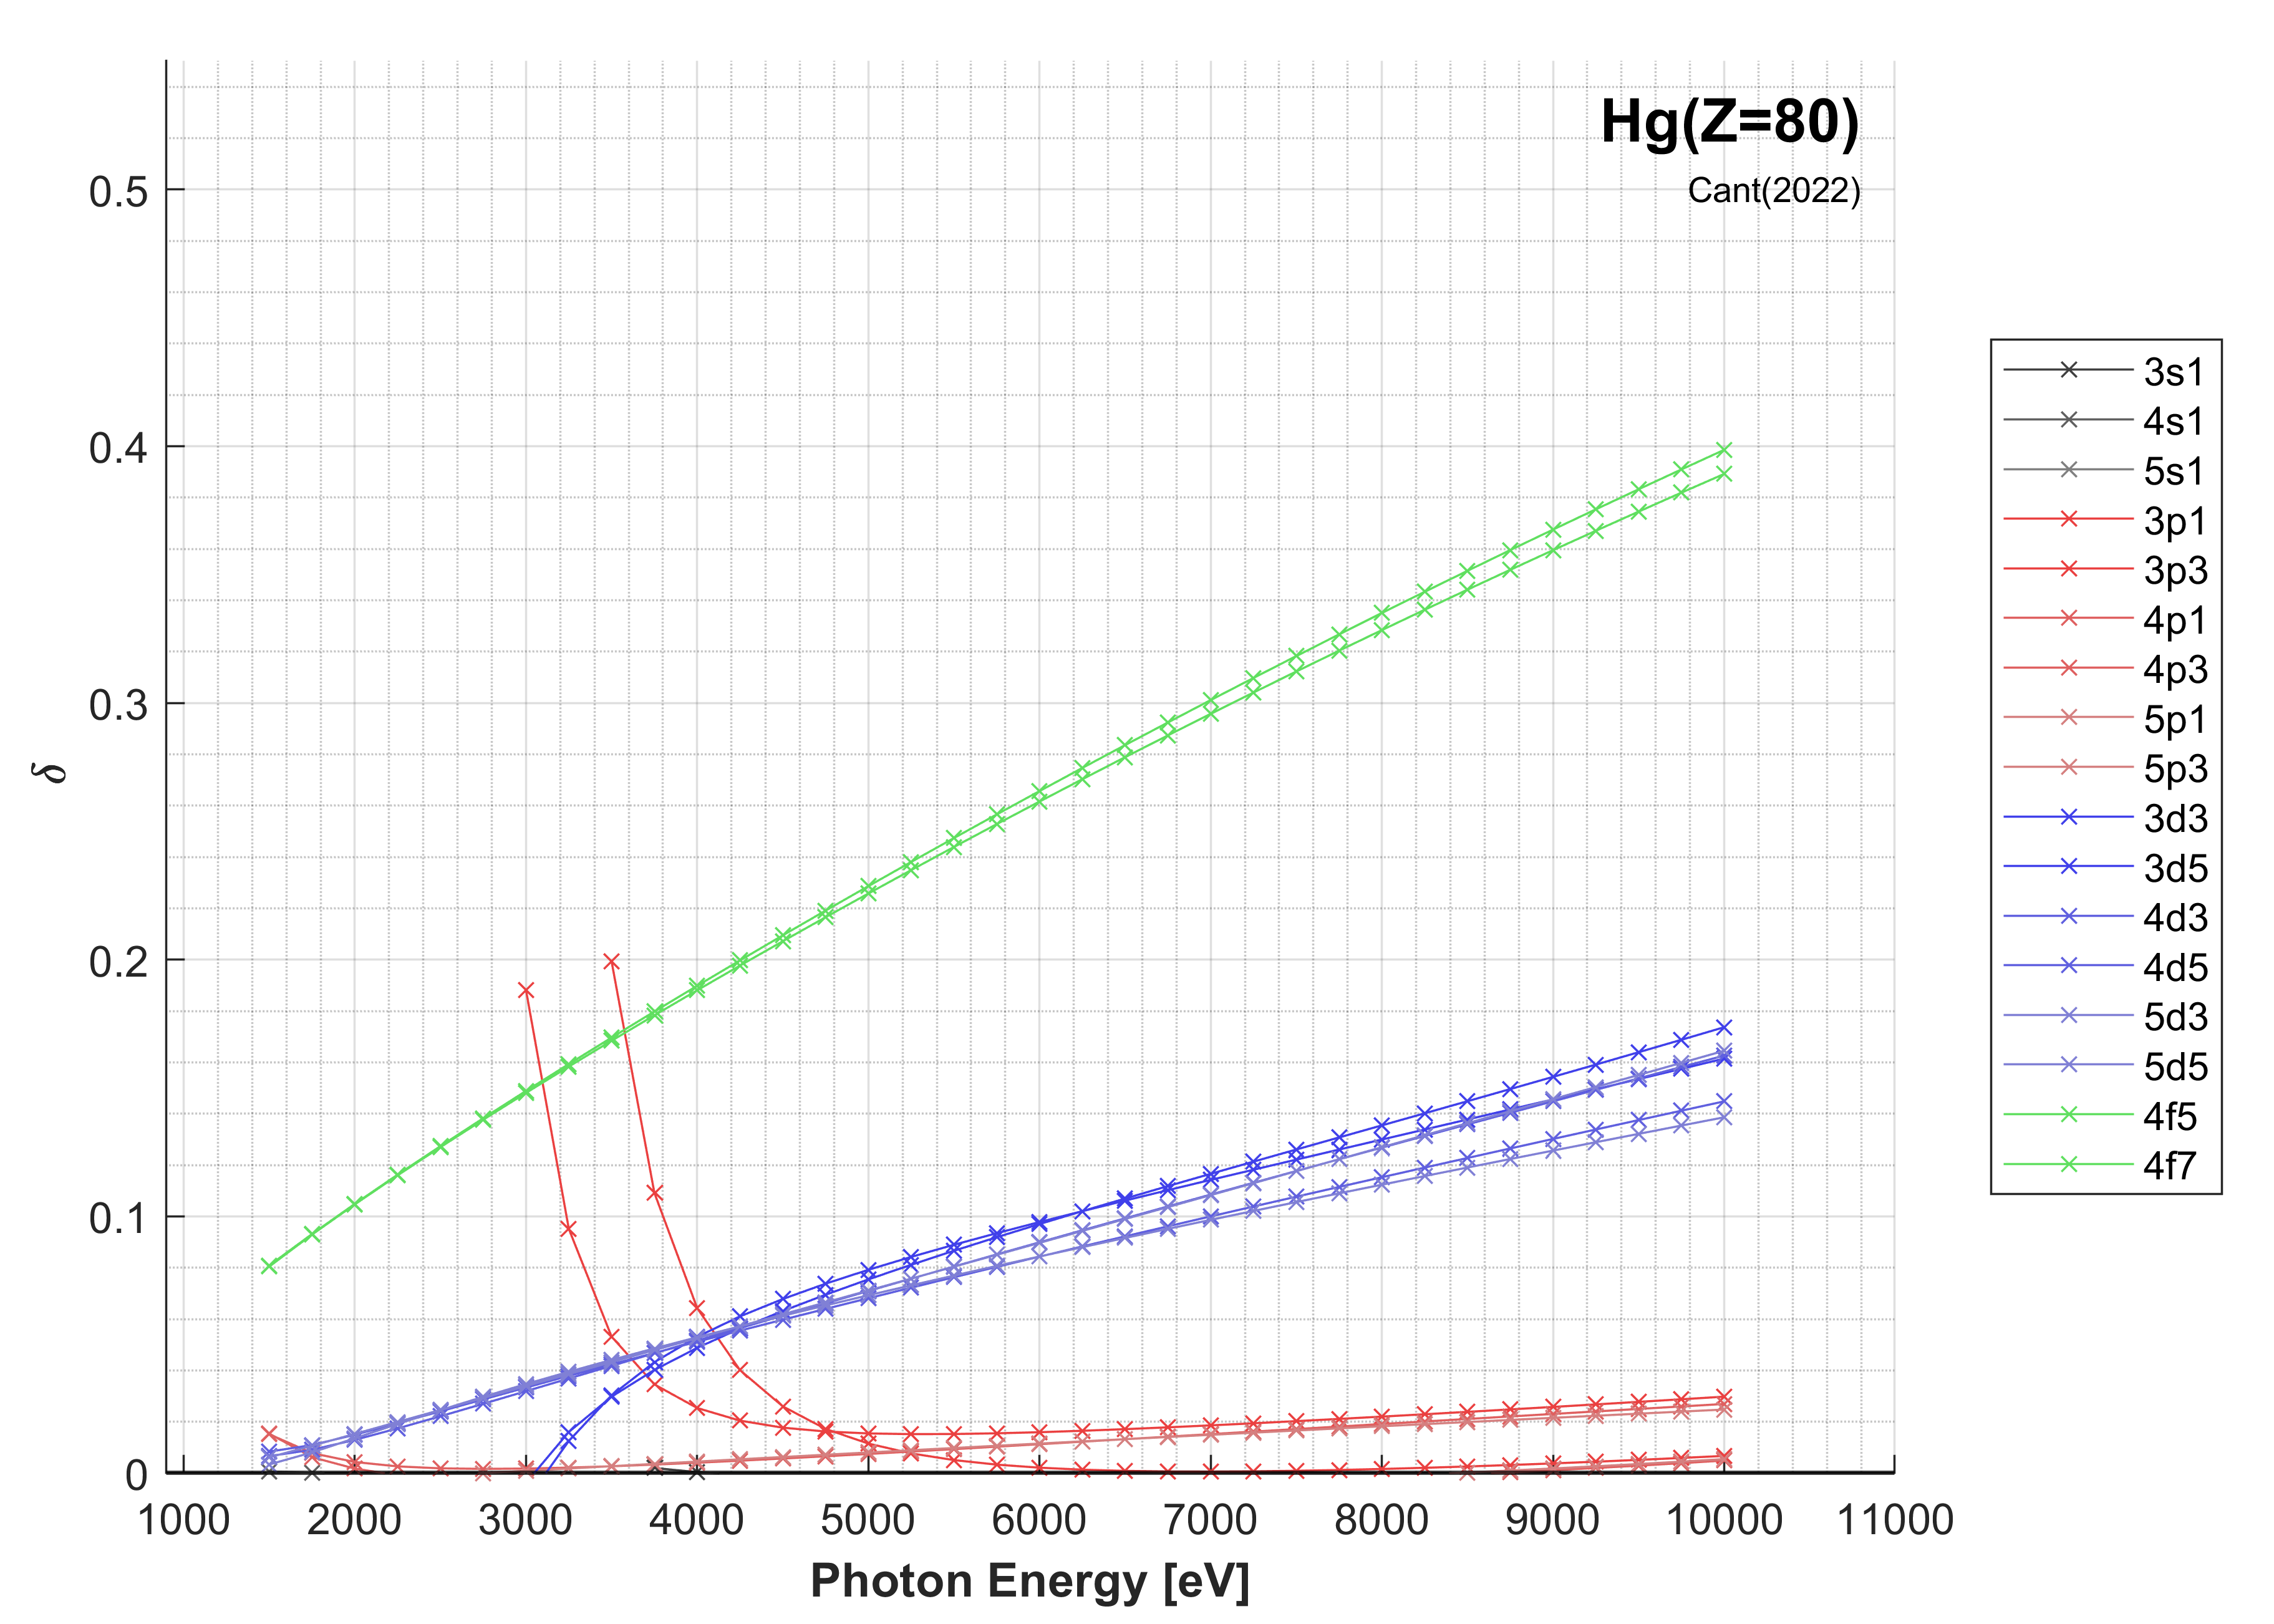 Hg(Z=80)
Cant(2022)
0.5
0.4
0.3
0.2
0.1
0
δ
1000 2000 3000 4000 5000 6000 7000 8000 9000 10000 11000
Photon Energy [eV]
3s1
4s1
5s1
3p1
3p3
4p1
4p3
5p1
5p3
3d3
3d5
4d3
4d5
5d3
5d5
4f5
4f7